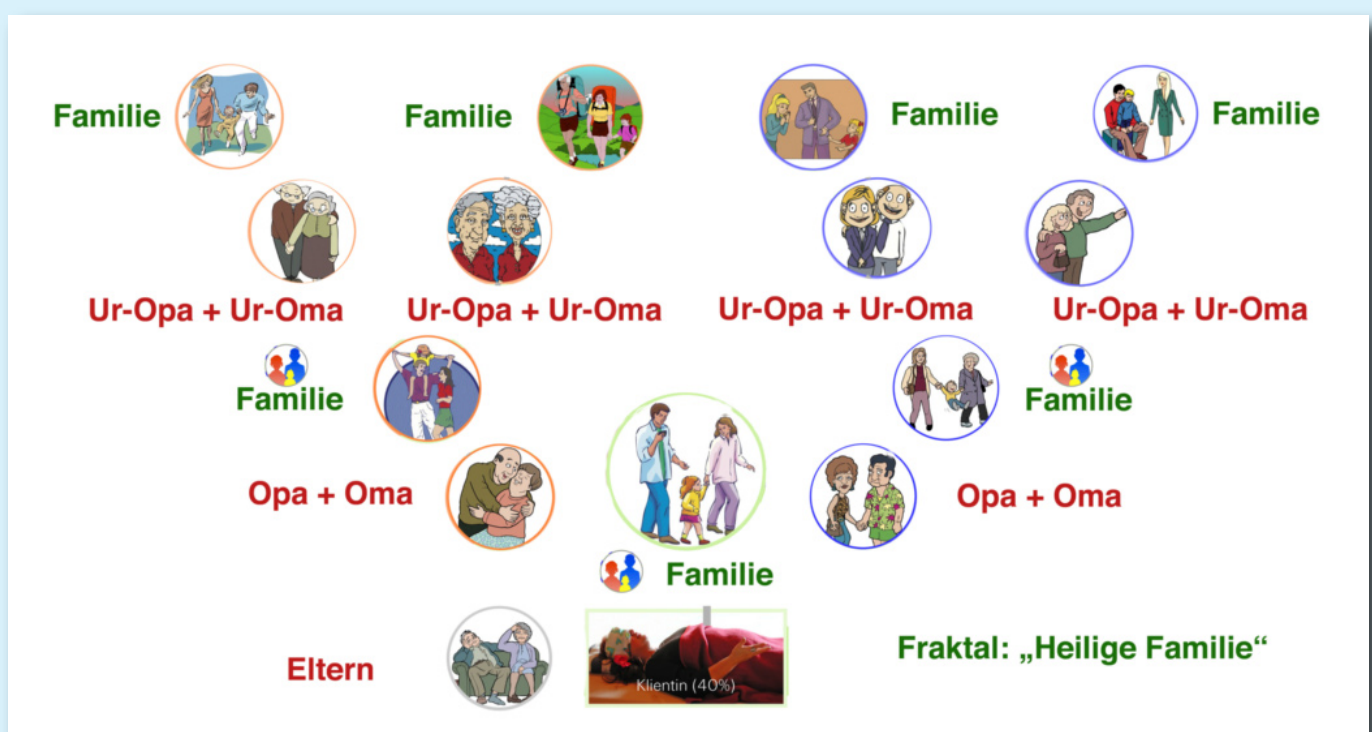 Familie
Familie
Familie
Familie
Ur-Opa + Ur-Oma
Ur-Opa + Ur-Oma
Ur-Opa + Ur-Oma
Ur-Opa + Ur-Oma
Familie
Familie
Opa + Oma
Opa + Oma
Familie
Eltern
Klientin (40%)
Fraktal: „Heilige Familie“